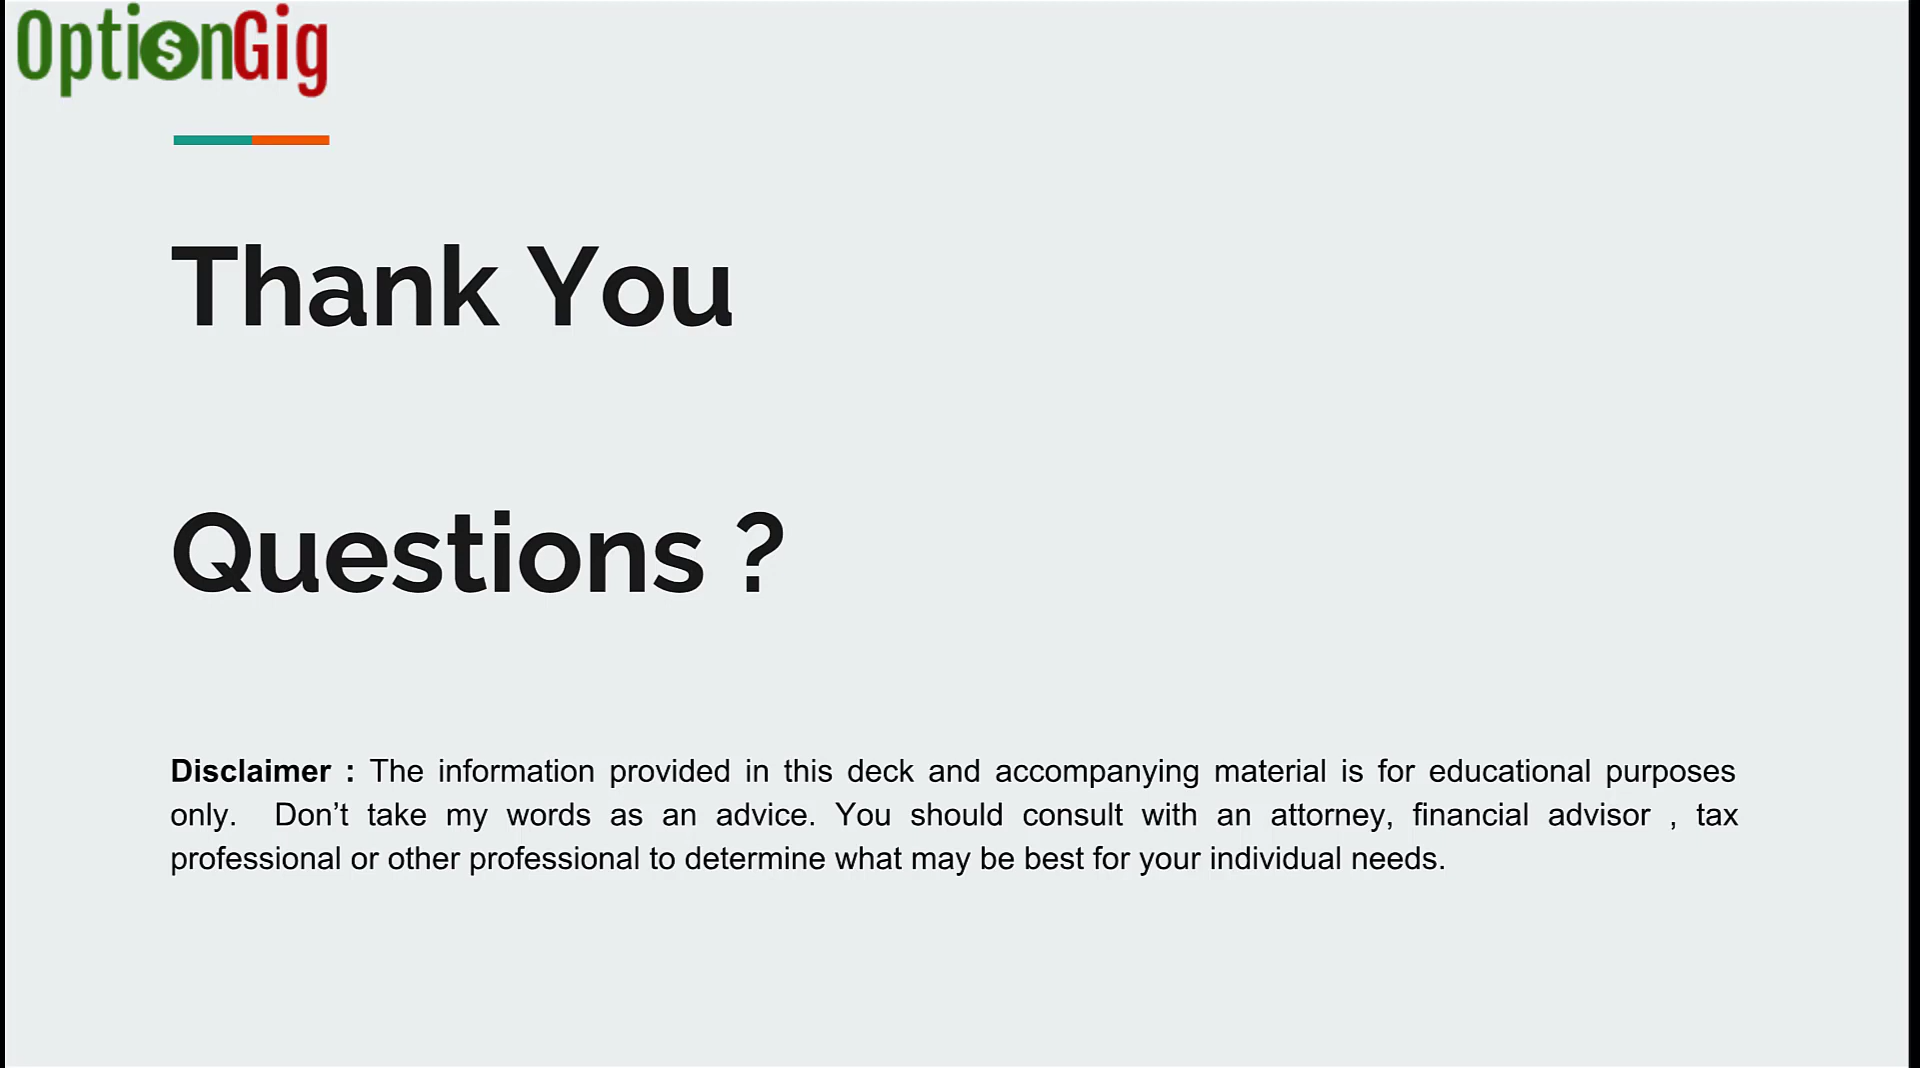 OptionGig
Thank You
Questions ?
Disclaimer : The information provided in this deck and accompanying material is for educational purposes
only. Don’t take my words as an advice. You should consult with an attorney, financial advisor , tax
professional or other professional to determine what may be best for your individual needs.